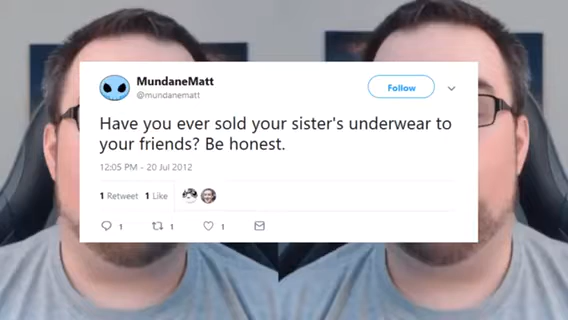 MundaneMatt
@mundanematt
Follow
Have you ever sold your sister's underwear to
your friends? Be honest.
12:05 PM - 20 Jul 2012
1 Retweet 1 Like
1 1 1